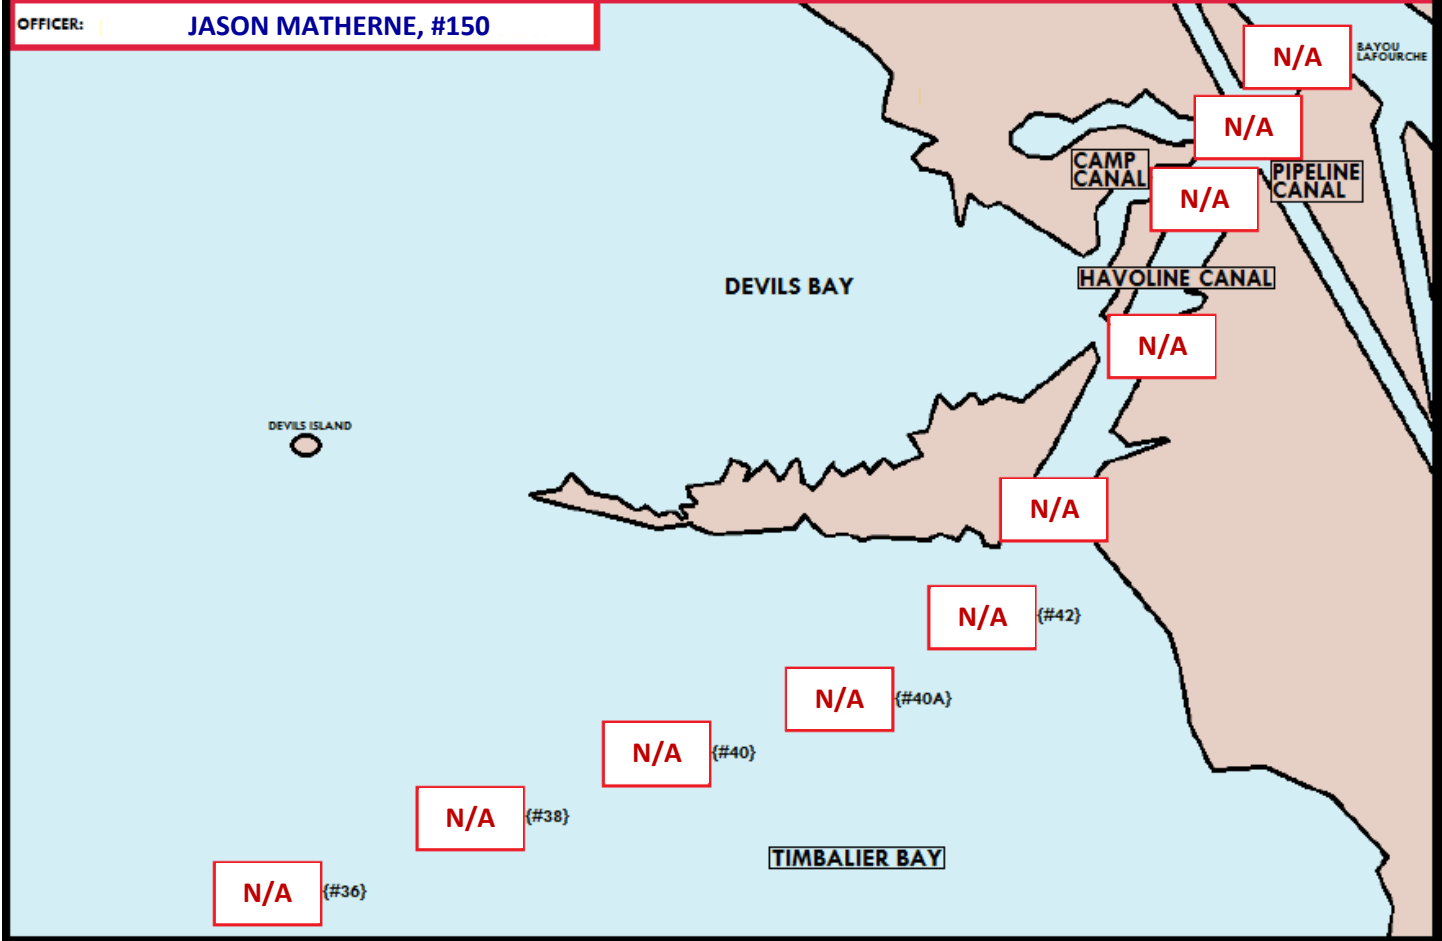 OFFICER: JASON MATHERNE, #150
N/A
BAYOU
LAFOURCHE
N/A
CAMP
CANAL
PIPELINE
CANAL
N/A
HAVOLINE CANAL
DEVILS BAY
N/A
DEVILS ISLAND
N/A
N/A {#42}
N/A {#40A}
N/A {#40}
N/A {#38}
TIMBALIER BAY
N/A {#36}